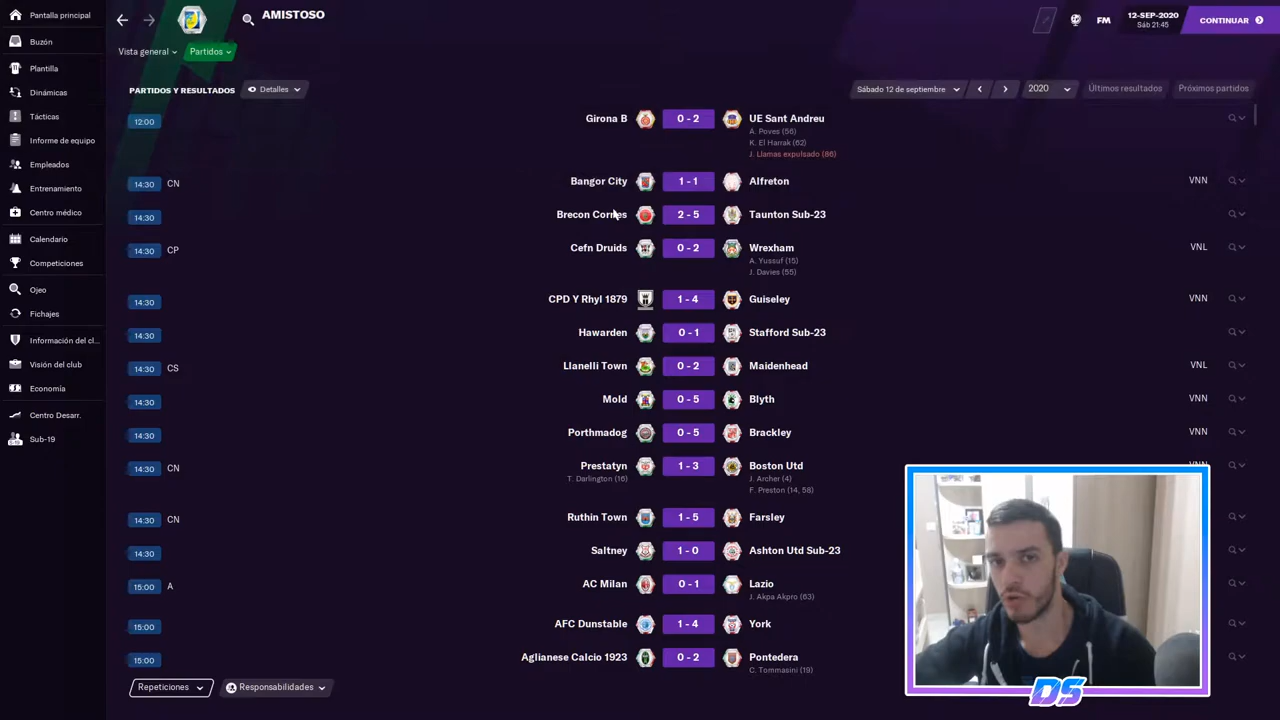 Pantalla principal
AMISTOSO
FM
12-SEP-2020
Sáb 21:45
CONTINUAR
Buzón
Vista general
Partidos
Plantilla
Dinámicas
PARTIDOS Y RESULTADOS
Detalles
Sábado 12 de septiembre
2020
Últimos resultados
Próximos partidos
Tácticas
Informe de equipo
Empleados
Entrenamiento
Centro médico
Calendario
Competiciones
Ojeo
Fichajes
Información del cl...
Visión del club
Economía
Centro Desarr.
Sub-19
12:00 Girona B 0 - 2 UE Sant Andreu
A. Poves (56)
K. El Harrak (62)
J. Llamas expulsado (86)
14:30 CN Bangor City 1 - 1 Alfreton VNN
14:30 Brecon Corries 2 - 5 Taunton Sub-23
14:30 CP Cefn Druids 0 - 2 Wrexham VNL
A. Yussuf (15)
J. Davies (55)
14:30 CPD Y Rhyl 1879 1 - 4 Guiseley VNN
14:30 Hawarden 0 - 1 Stafford Sub-23
14:30 CS Llanelli Town 0 - 2 Maidenhead VNL
14:30 Mold 0 - 5 Blyth VNN
14:30 Porthmadog 0 - 5 Brackley VNN
14:30 CN Prestatyn 1 - 3 Boston Utd VNN
T. Darlington (16) J. Archer (4)
F. Preston (14, 58)
14:30 CN Ruthin Town 1 - 5 Farsley
14:30 Saltney 1 - 0 Ashton Utd Sub-23
15:00 A AC Milan 0 - 1 Lazio
J. Akpa Akpro (63)
15:00 AFC Dunstable 1 - 4 York
15:00 Aglianese Calcio 1923 0 - 2 Pontedera
C. Tommasini (19)
Repeticiones
Responsabilidades
DS